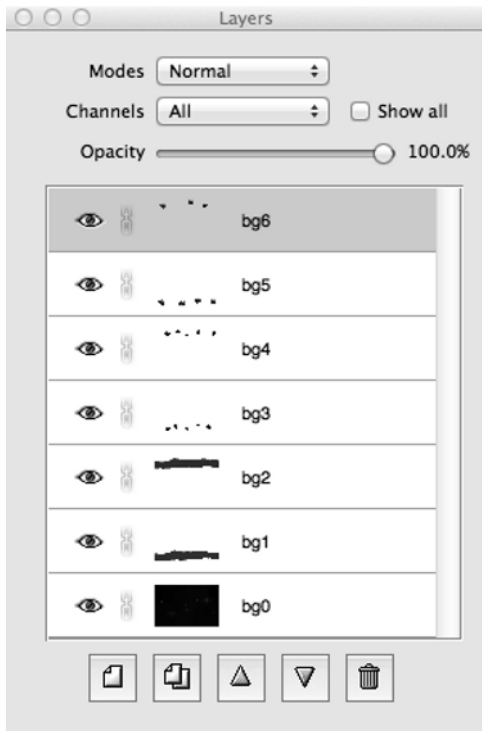 Layers
Modes Normal
Channels All Show all
Opacity 100.0%
bg6
bg5
bg4
bg3
bg2
bg1
bg0